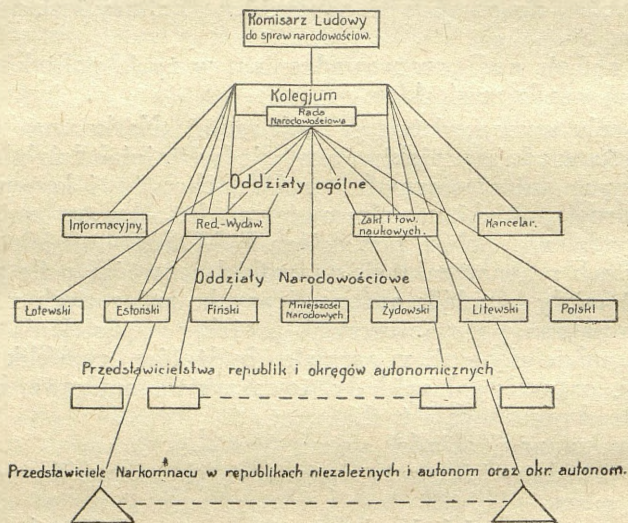 Komisarz Ludowy
do spraw narodowościow.
Kolegjum
Rada
Narodowościowa
Oddziały ogólne
Informacyjny
Red.-Wydaw.
Zakł i tow.
naukowych.
Kancelar.
Oddziały Narodowościowe
Łotewski
Estoński
Fiński
Mniejszości
Narodowych
Żydowski
Litewski
Polski
Przedstawicielstwa republik i okręgów autonomicznych
Przedstawiciele Narkomnacu w republikach niezależnych i autonom oraz okr. autonom.